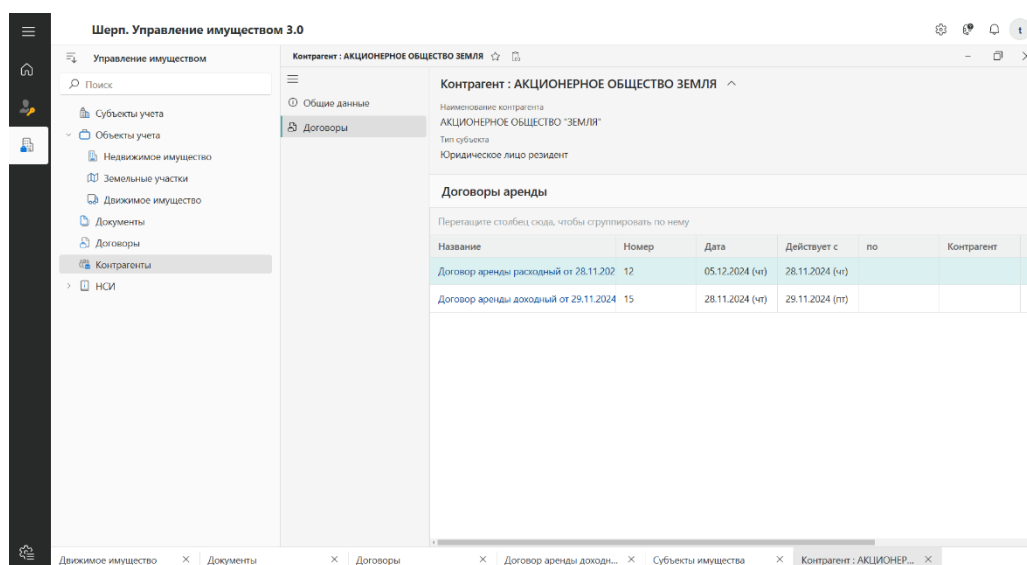 Шерп. Управление имуществом 3.0
t
Управление имуществом
Поиск
Субъекты учета
Объекты учета
Недвижимое имущество
Земельные участки
Движимое имущество
Документы
Договоры
Контрагенты
НСИ
Контрагент : АКЦИОНЕРНОЕ ОБЩЕСТВО ЗЕМЛЯ
Общие данные
Договоры
Контрагент : АКЦИОНЕРНОЕ ОБЩЕСТВО ЗЕМЛЯ
Наименование контрагента
АКЦИОНЕРНОЕ ОБЩЕСТВО "ЗЕМЛЯ"
Тип субъекта
Юридическое лицо резидент
Договоры аренды
Перетащите столбец сюда, чтобы сгруппировать по нему
Название Номер Дата Действует с по Контрагент
Договор аренды расходный от 28.11.202 12 05.12.2024 (чт) 28.11.2024 (чт)
Договор аренды доходный от 29.11.2024 15 28.11.2024 (чт) 29.11.2024 (пт)
Движимое имущество Документы Договоры Договор аренды доходн... Субъекты имущества Контрагент : АКЦИОНЕР...